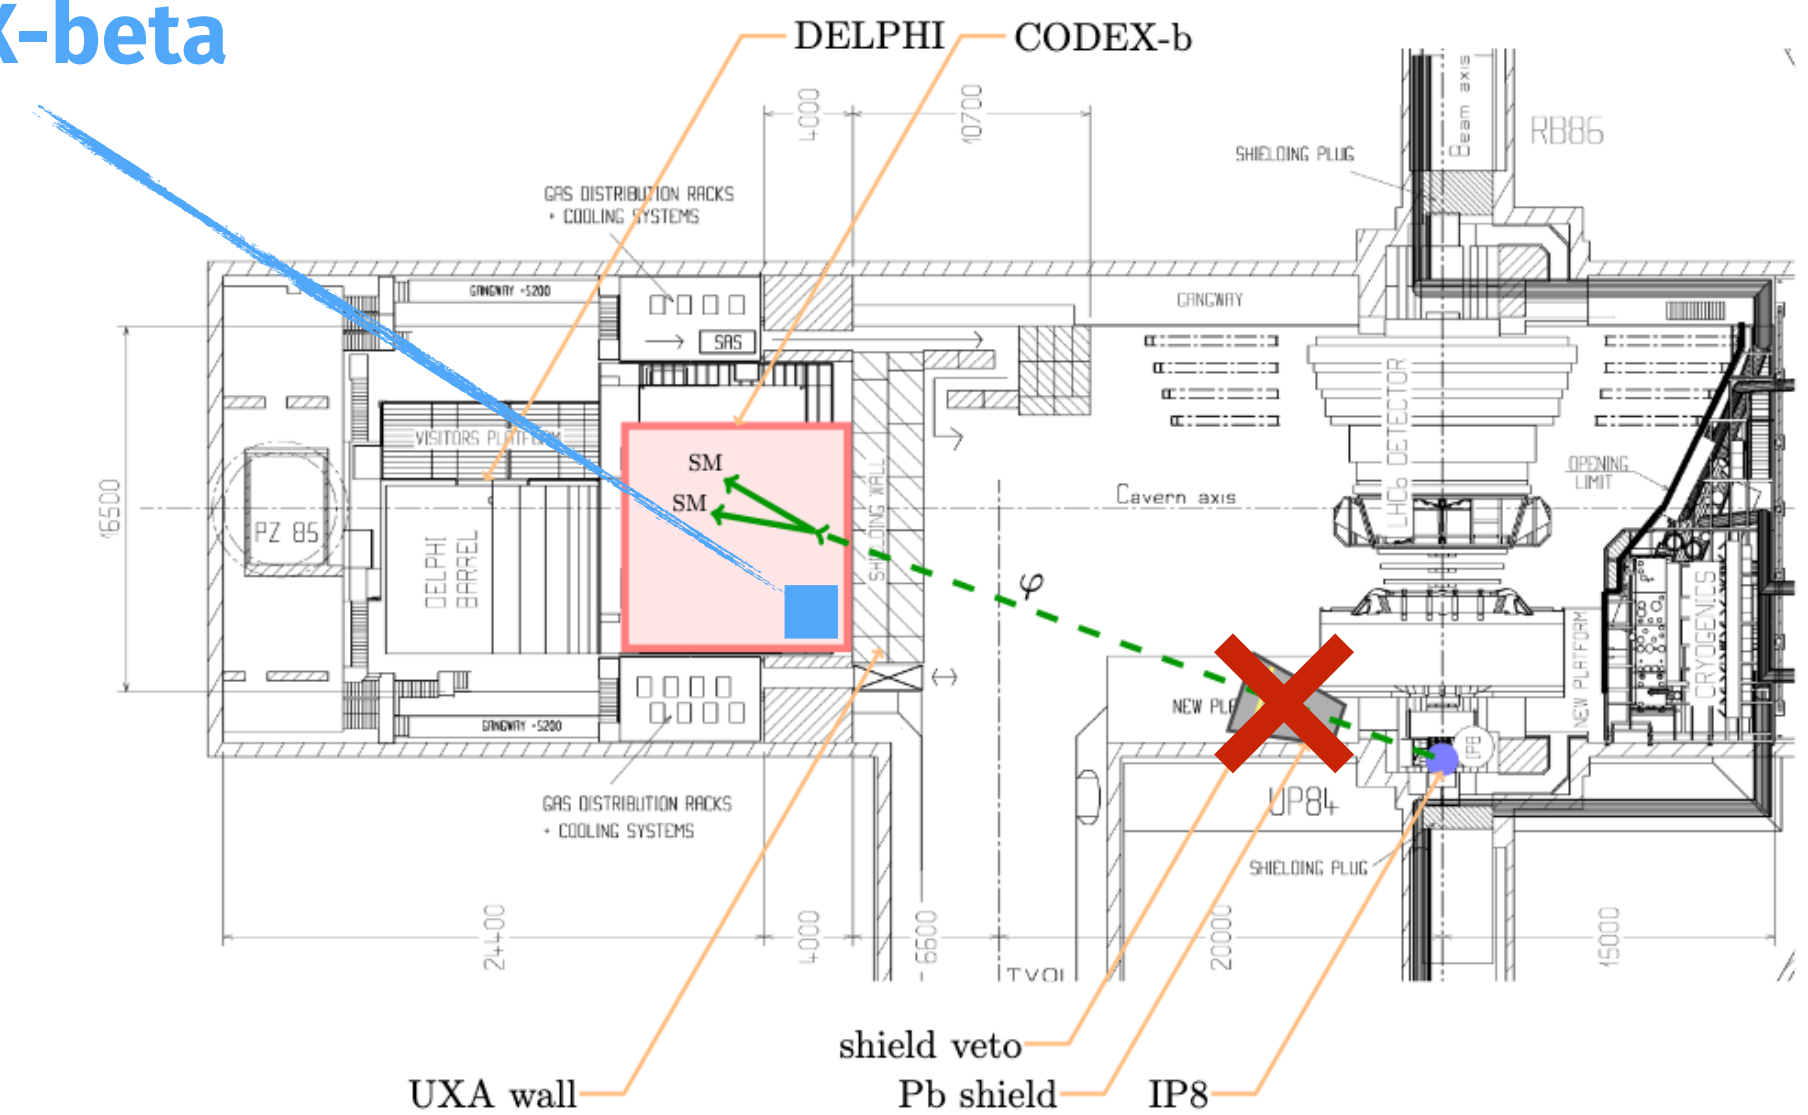 X-beta
DELPHI
CODEX-b
4000
10700
Beam axis
RB86
SHIELDING PLUG
GAS DISTRIBUTION RACKS
+ COOLING SYSTEMS
GANGWAY +5200
GANGWAY
SAS
LHCb DETECTOR
VISITORS PLATFORM
SM
SM
SHIELDING WALL
OPENING
LIMIT
Cavern axis
16500
PZ 85
DELPHI
BARREL
φ
CRYOGENICS
NEW PLATFORM
NEW PL
IP8
GANGWAY +5200
UP84
GAS DISTRIBUTION RACKS
+ COOLING SYSTEMS
SHIELDING PLUG
24400
4000
6600
20000
15000
shield veto
UXA wall
Pb shield
IP8